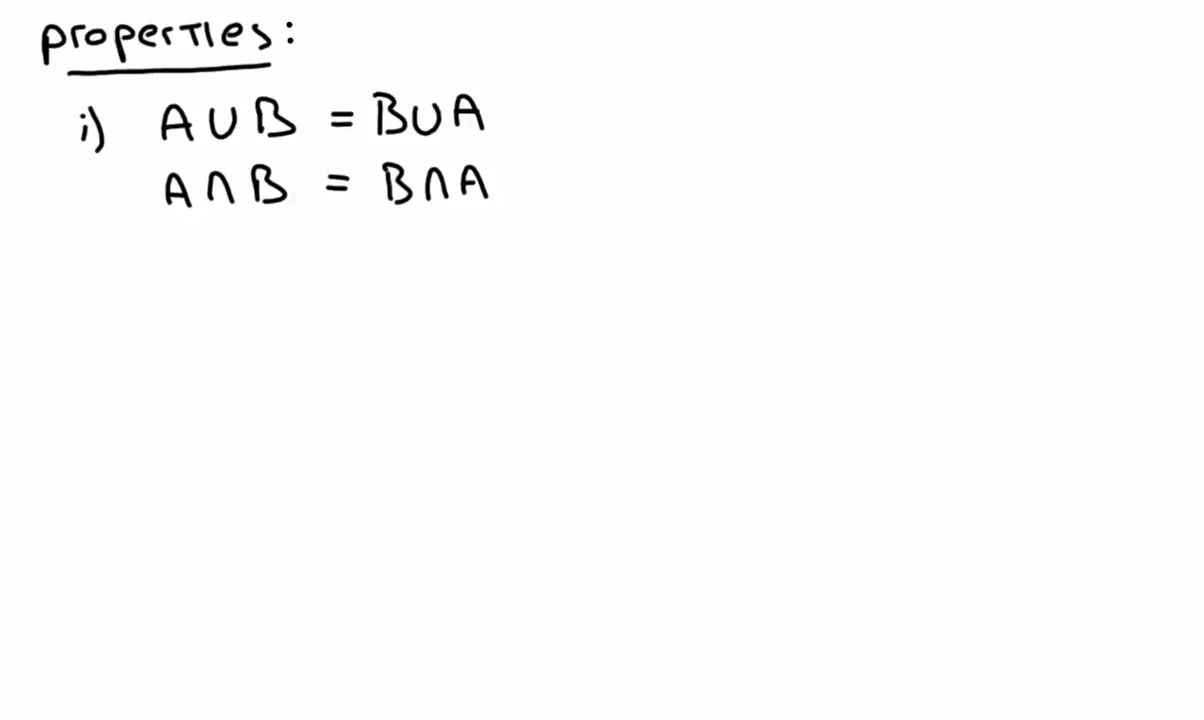 properties:
i) A ∪ B = B ∪ A
A ∩ B = B ∩ A